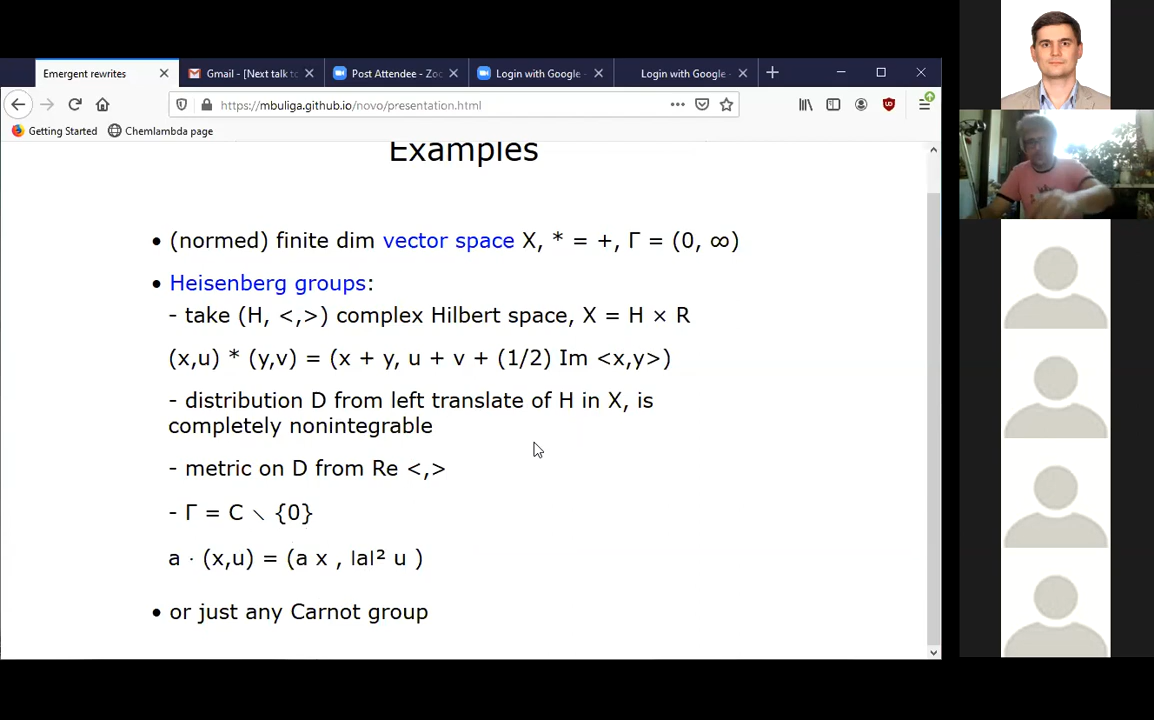 Emergent rewrites
Gmail - [Next talk to
Post Attendee - Zoo
Login with Google -
Login with Google -
https://mbuliga.github.io/novo/presentation.html
Getting Started
Chemlambda page
Examples
• (normed) finite dim vector space X, * = +, Γ = (0, ∞)
• Heisenberg groups:
- take (H, <,>) complex Hilbert space, X = H × R
(x,u) * (y,v) = (x + y, u + v + (1/2) Im <x,y>)
- distribution D from left translate of H in X, is
completely nonintegrable
- metric on D from Re <,>
- Γ = C ∖ {0}
a · (x,u) = (a x , |a|² u )
• or just any Carnot group